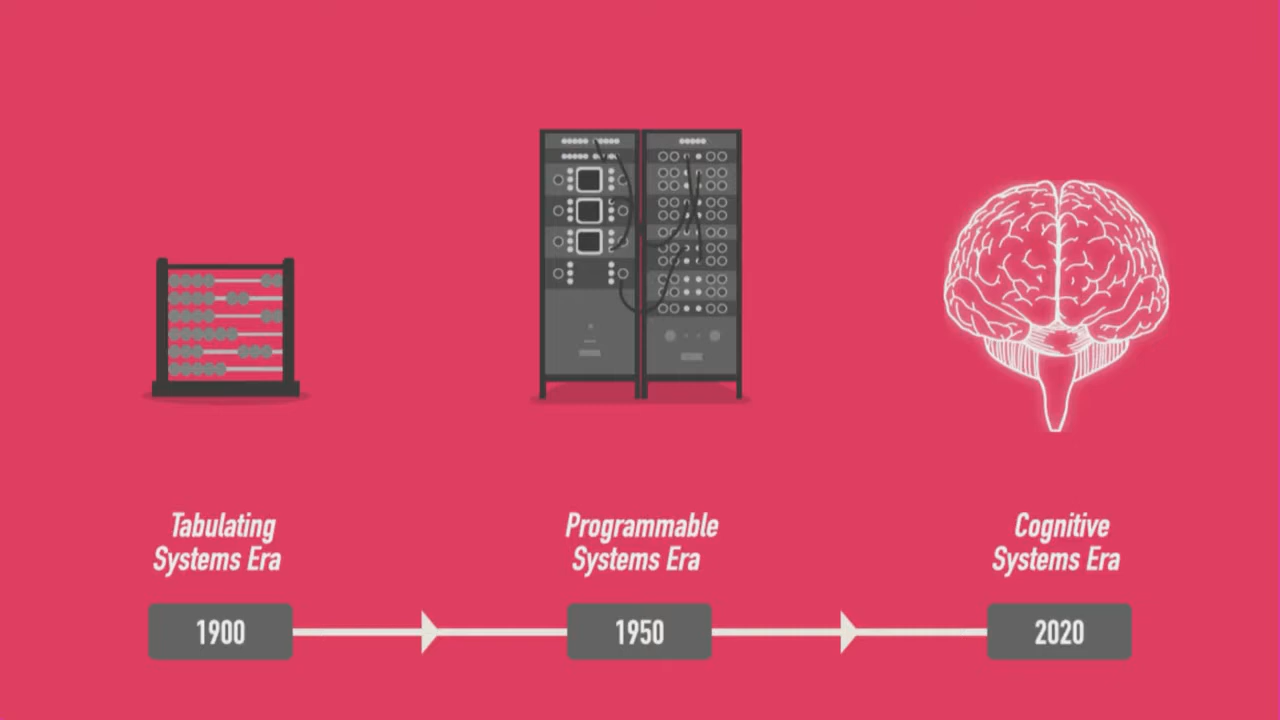 Tabulating
Systems Era
Programmable
Systems Era
Cognitive
Systems Era
1900
1950
2020